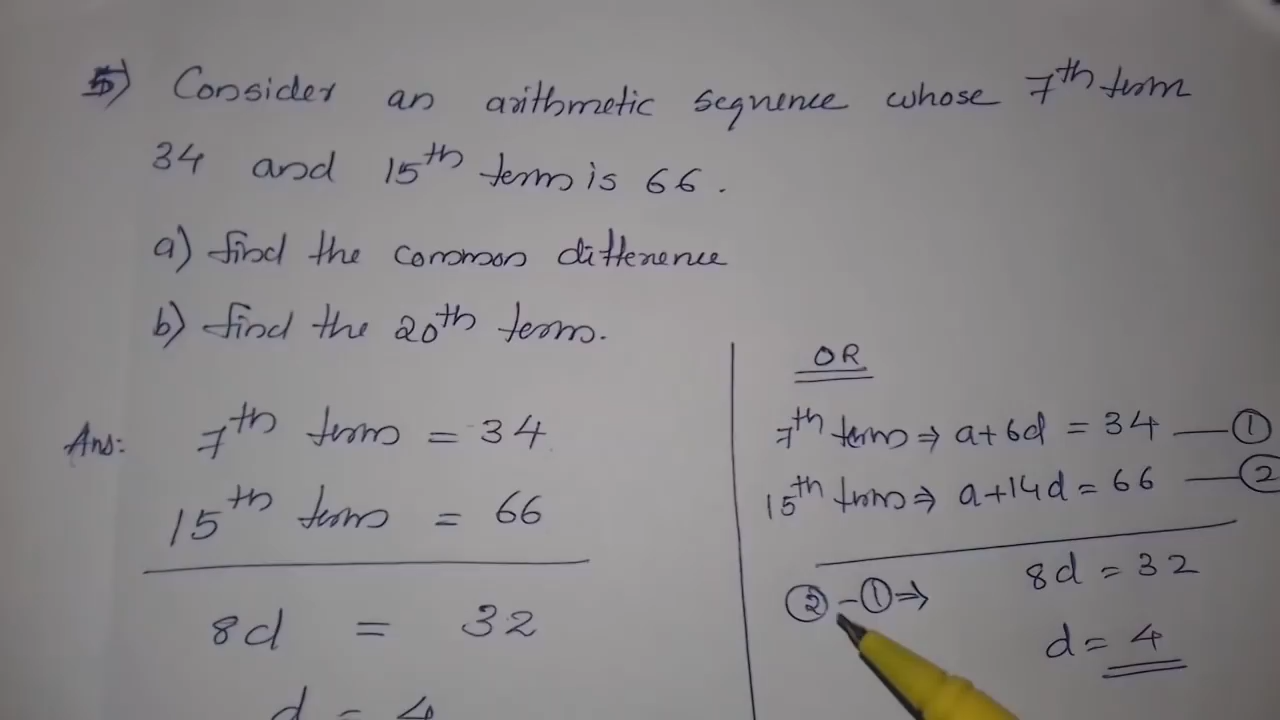 5) Consider an arithmetic sequence whose 7th term
34 and 15th term is 66.
a) find the common difference
b) find the 20th term.
Ans: 7th term = 34
15th term = 66
8d = 32
d = 4
OR
7th term ⇒ a+6d = 34 — ①
15th term ⇒ a+14d = 66 — ②
② - ① ⇒ 8d = 32
d = 4